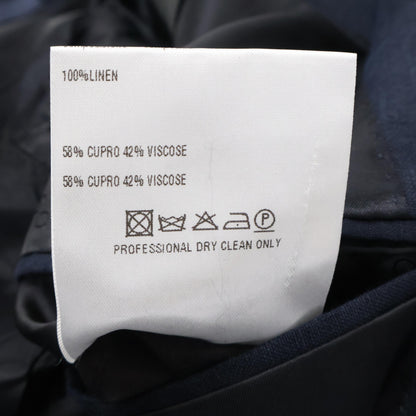 100%LINEN
58% CUPRO 42% VISCOSE
58% CUPRO 42% VISCOSE
P
PROFESSIONAL DRY CLEAN ONLY